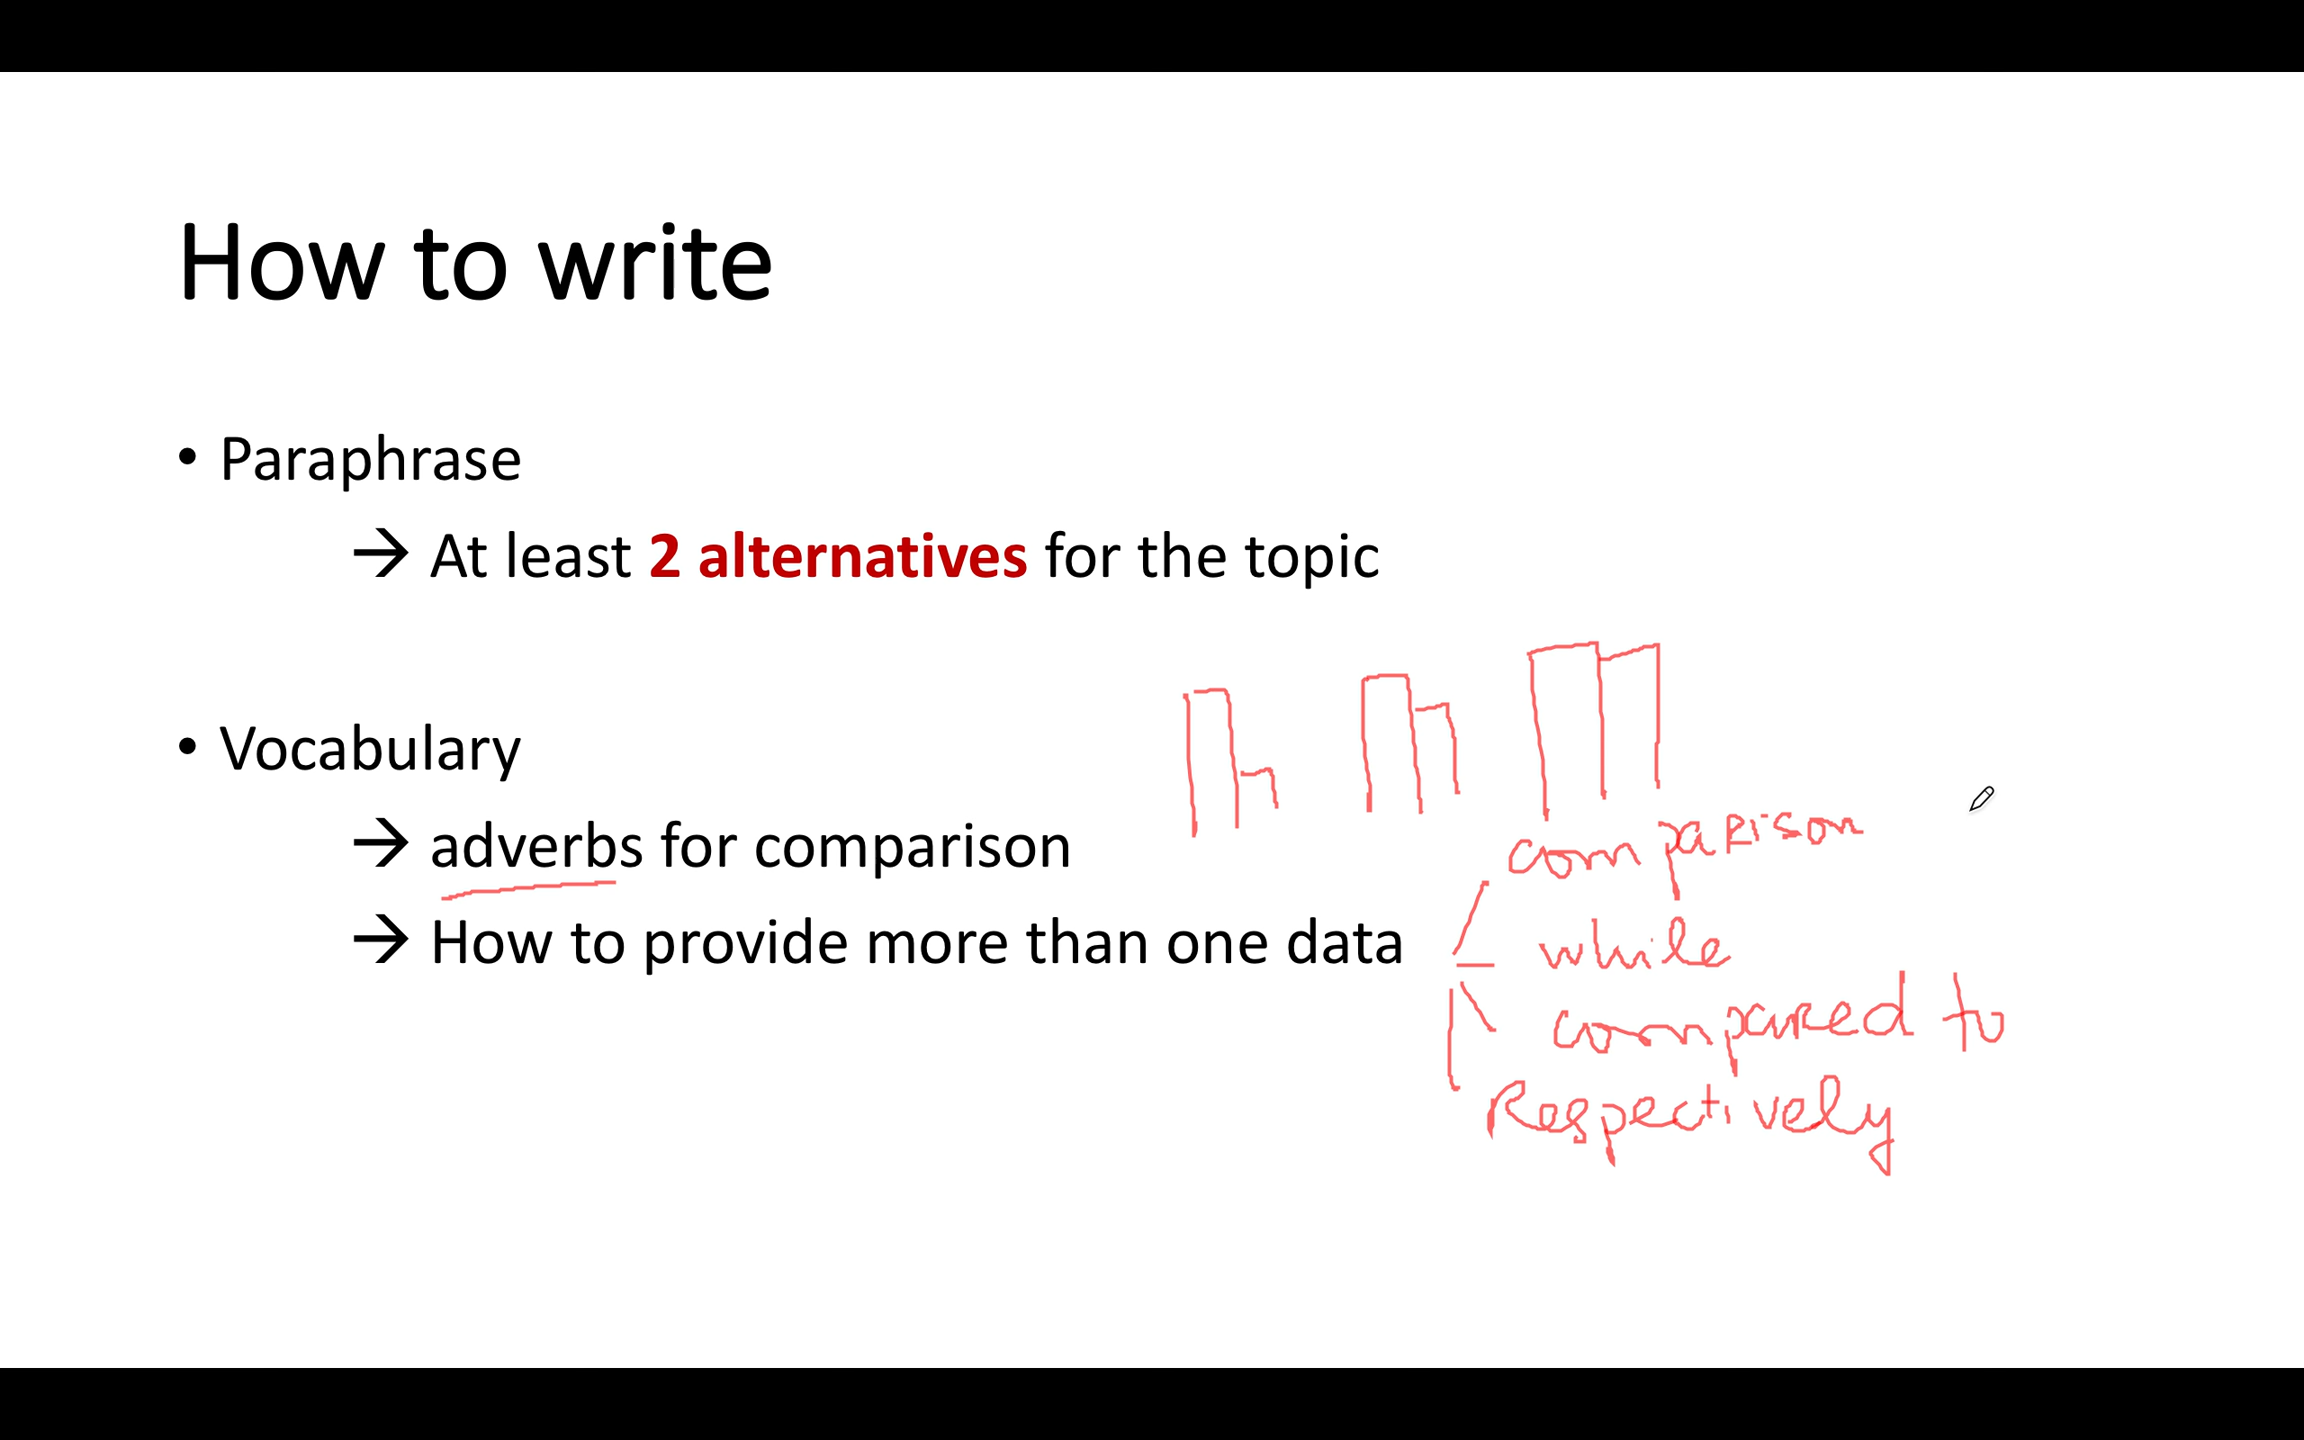 How to write
• Paraphrase
→ At least 2 alternatives for the topic
• Vocabulary
→ adverbs for comparison
→ How to provide more than one data
comparison
while
compared to
Respectively